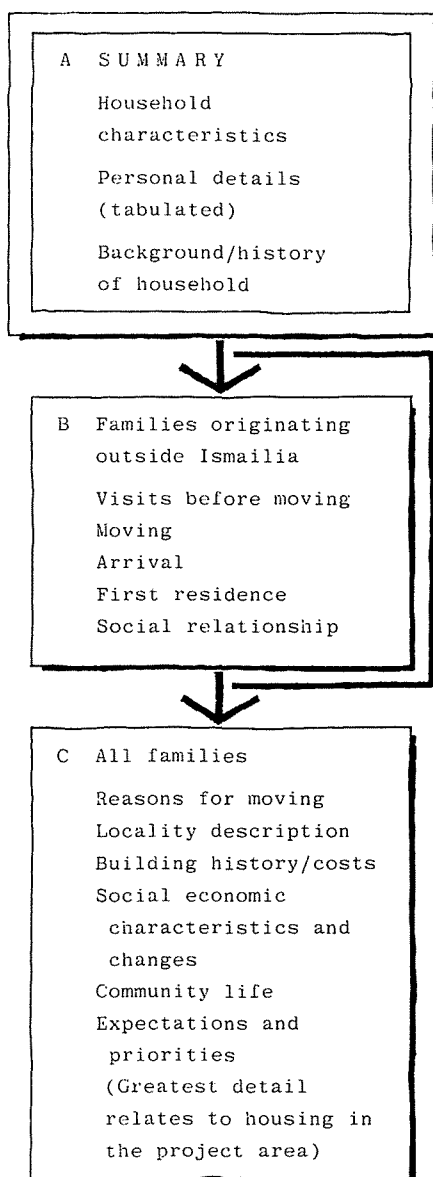 A SUMMARY
Household
characteristics
Personal details
(tabulated)
Background/history
of household
B Families originating
outside Ismailia
Visits before moving
Moving
Arrival
First residence
Social relationship
C All families
Reasons for moving
Locality description
Building history/costs
Social economic
characteristics and
changes
Community life
Expectations and
priorities
(Greatest detail
relates to housing in
the project area)